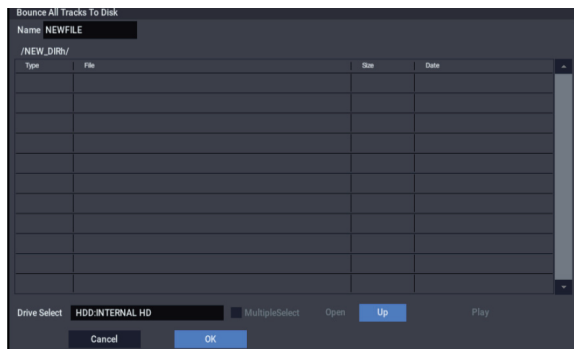 Bounce All Tracks To Disk
Name NEWFILE
/NEW_DIRh/
Type File Size Date
Drive Select HDD:INTERNAL HD MultipleSelect Open Up Play
Cancel OK